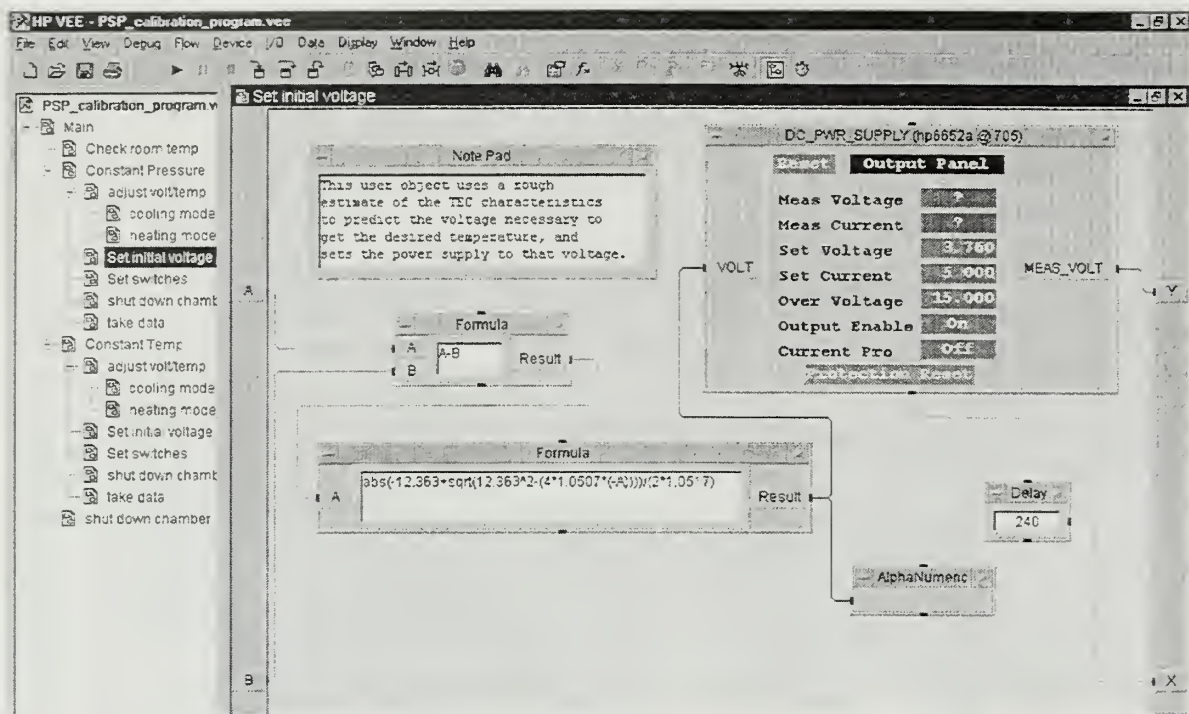 HP VEE - PSP_calibration_program.vee
File Edit View Debug Flow Device I/O Data Display Window Help
PSP_calibration_program.v
Main
Check room temp
Constant Pressure
adjust volt/temp
cooling mode
heating mode
Set initial voltage
Set switches
shut down chamb
take data
Constant Temp
adjust volt/temp
cooling mode
heating mode
Set initial voltage
Set switches
shut down chamb
take data
shut down chamber
Set initial voltage
A
B
Note Pad
This user object uses a rough
estimate of the TEC characteristics
to predict the voltage necessary to
get the desired temperature, and
sets the power supply to that voltage.
Formula
A
B
A-B
Result
Formula
A
abs(-12.363+sqrt(12.363^2-(4*1.0507*(-A))))/(2*1.0517)
Result
DC_PWR_SUPPLY (hp6652a @ 705)
Reset Output Panel
VOLT
Meas Voltage ?
Meas Current ?
Set Voltage 3.760
Set Current 5.000
Over Voltage 15.000
Output Enable On
Current Pro Off
Protection Reset
MEAS_VOLT
Delay
240
AlphaNumeric
Y
X